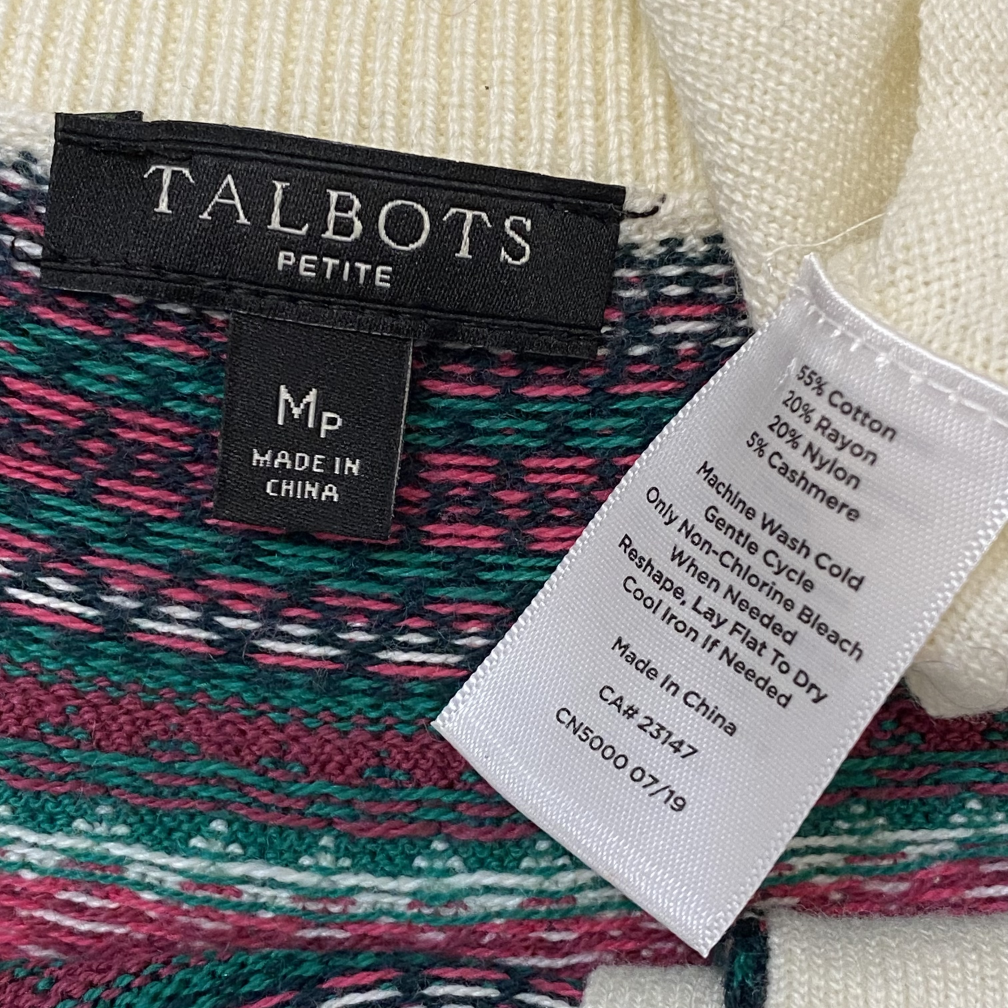 TALBOTS
PETITE
MP
MADE IN
CHINA
55% Cotton
20% Rayon
20% Nylon
5% Cashmere
Machine Wash Cold
Gentle Cycle
Only Non-Chlorine Bleach
When Needed
Reshape, Lay Flat To Dry
Cool Iron If Needed
Made In China
CA# 23147
CN5000 07/19